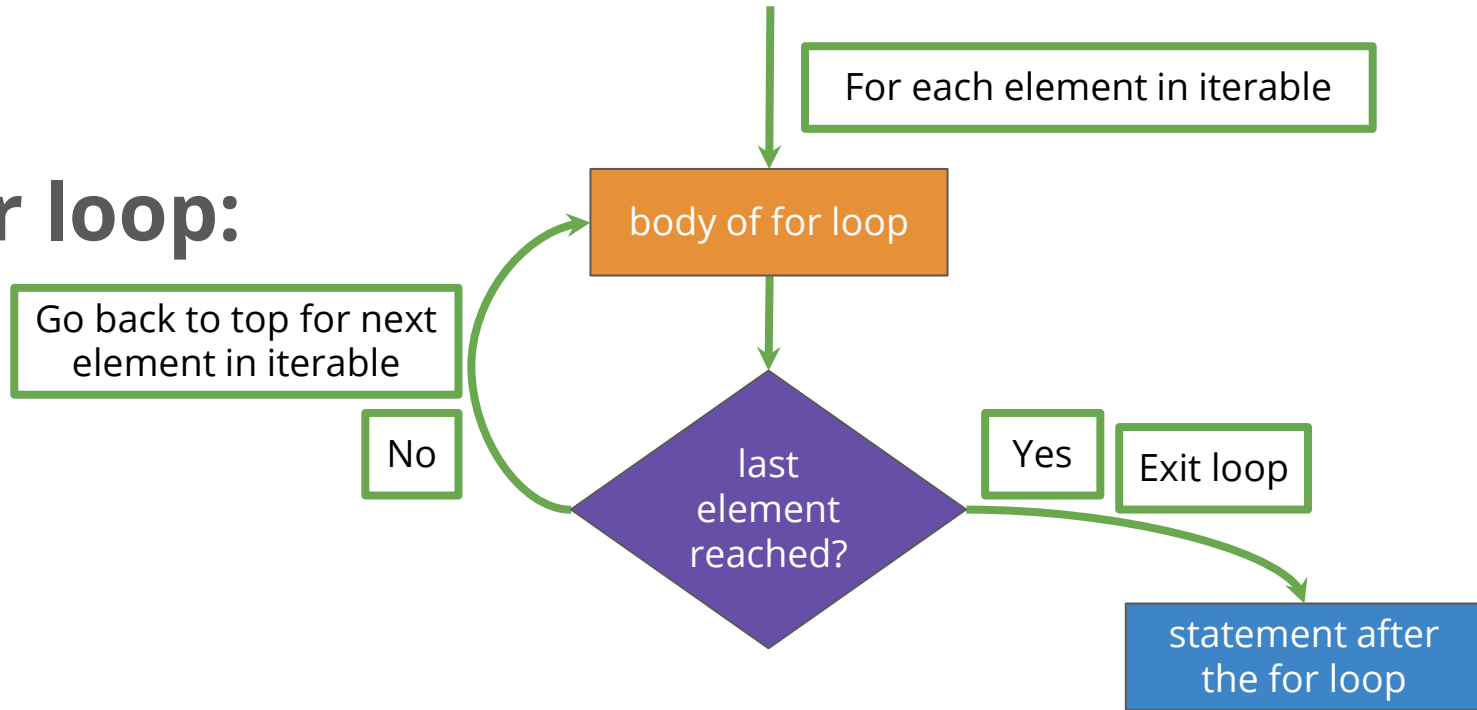 For each element in iterable
r loop:
body of for loop
Go back to top for next
element in iterable
No
last
element
reached?
Yes
Exit loop
statement after
the for loop